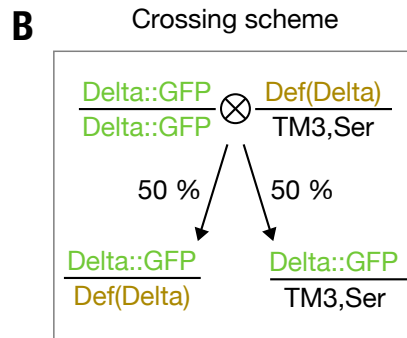 B
Crossing scheme
Delta::GFP Def(Delta)
Delta::GFP TM3,Ser
50 % 50 %
Delta::GFP Delta::GFP
Def(Delta) TM3,Ser